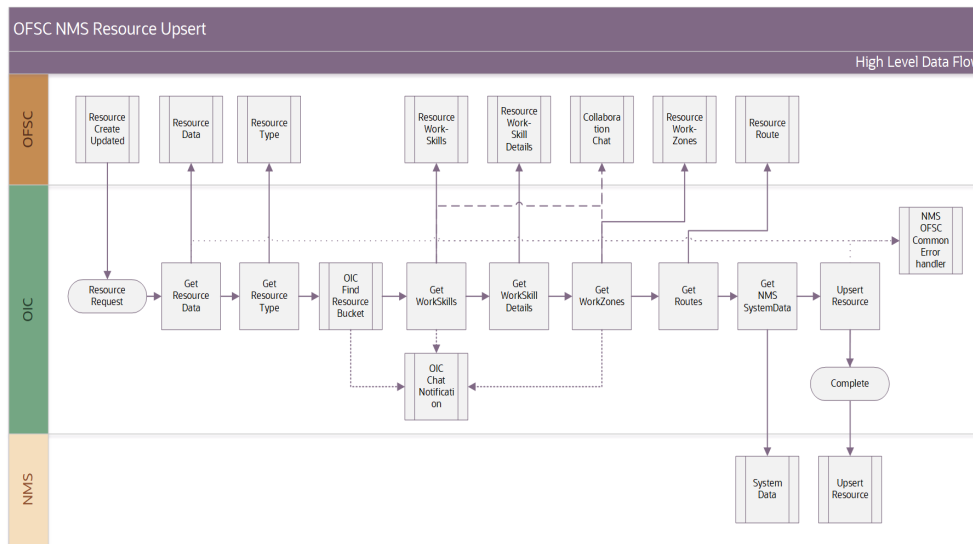 OFSC NMS Resource Upsert
High Level Data Flow
OFSC
Resource
Create
Updated
Resource
Data
Resource
Type
Resource
Work-
Skills
Resource
Work-
Skill
Details
Collabora
tion
Chat
Resource
Work-
Zones
Resource
Route
OIC
NMS
OFSC
Common
Error
handler
Resource
Request
Get
Resource
Data
Get
Resource
Type
OIC
Find
Resource
Bucket
Get
WorkSkills
Get
WorkSkill
Details
Get
WorkZones
Get
Routes
Get
NMS
SystemData
Upsert
Resource
OIC
Chat
Notificati
on
Complete
NMS
System
Data
Upsert
Resource